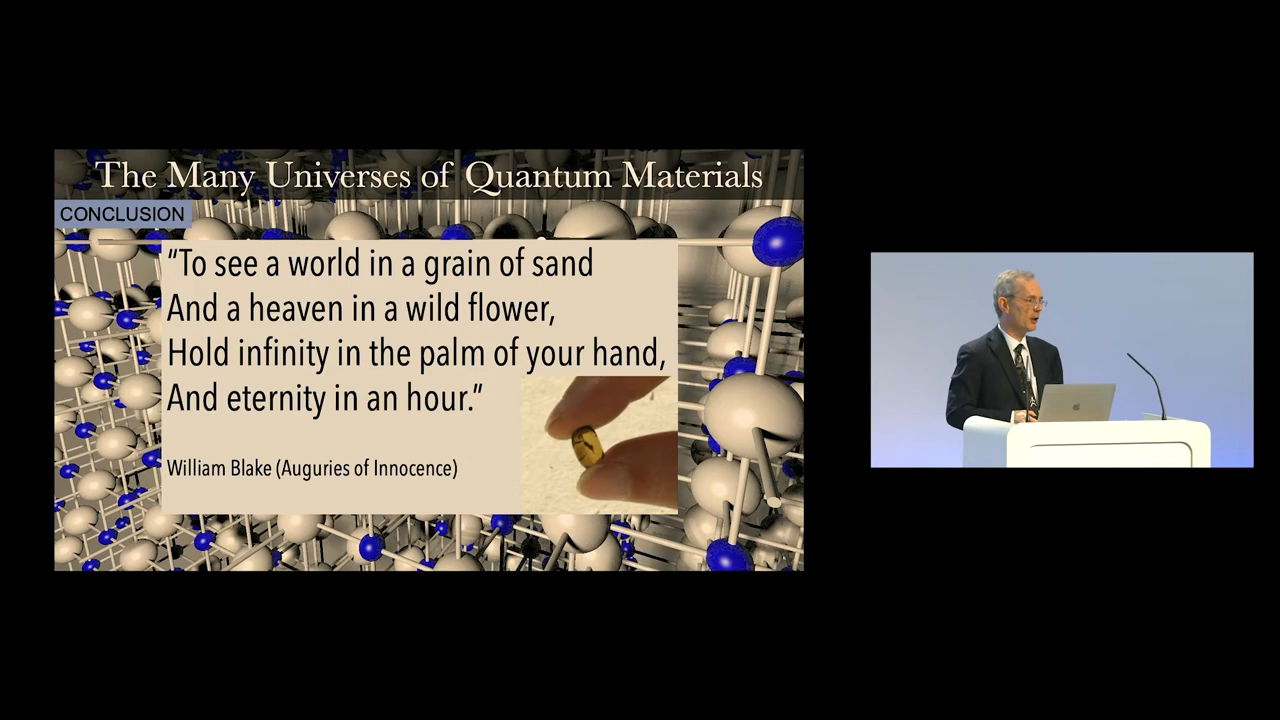 The Many Universes of Quantum Materials
CONCLUSION
“To see a world in a grain of sand
And a heaven in a wild flower,
Hold infinity in the palm of your hand,
And eternity in an hour.”
William Blake (Auguries of Innocence)